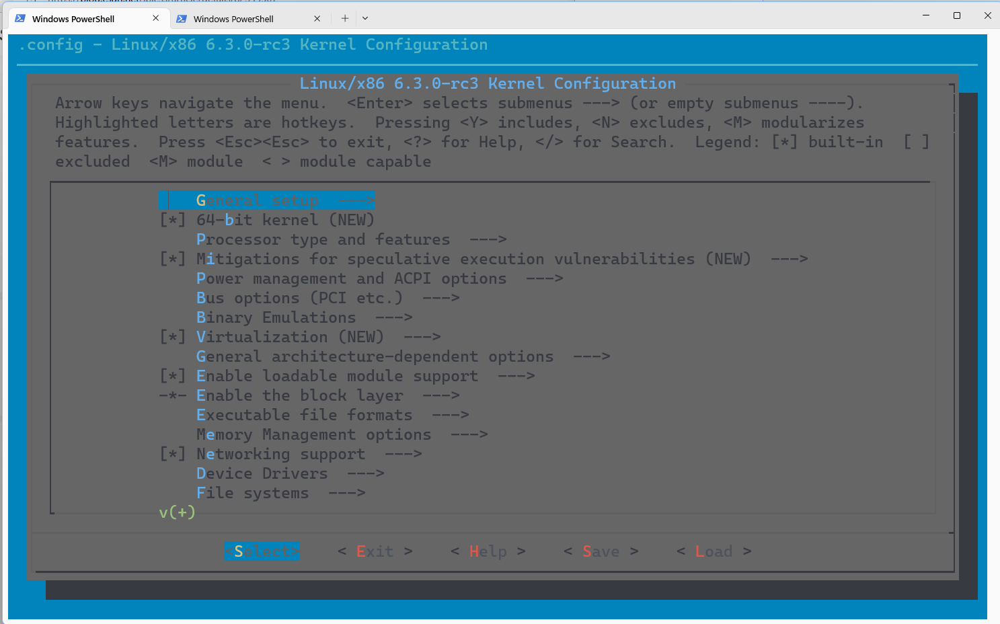 Windows PowerShell
Windows PowerShell
.config - Linux/x86 6.3.0-rc3 Kernel Configuration
Linux/x86 6.3.0-rc3 Kernel Configuration
Arrow keys navigate the menu.  <Enter> selects submenus ---> (or empty submenus ----).
Highlighted letters are hotkeys.  Pressing <Y> includes, <N> excludes, <M> modularizes
features.  Press <Esc><Esc> to exit, <?> for Help, </> for Search.  Legend: [*] built-in  [ ]
excluded  <M> module  < > module capable
General setup  --->
[*] 64-bit kernel (NEW)
Processor type and features  --->
[*] Mitigations for speculative execution vulnerabilities (NEW)  --->
Power management and ACPI options  --->
Bus options (PCI etc.)  --->
Binary Emulations  --->
[*] Virtualization (NEW)  --->
General architecture-dependent options  --->
[*] Enable loadable module support  --->
-*- Enable the block layer  --->
Executable file formats  --->
Memory Management options  --->
[*] Networking support  --->
Device Drivers  --->
File systems  --->
v(+)
<Select>    < Exit >    < Help >    < Save >    < Load >